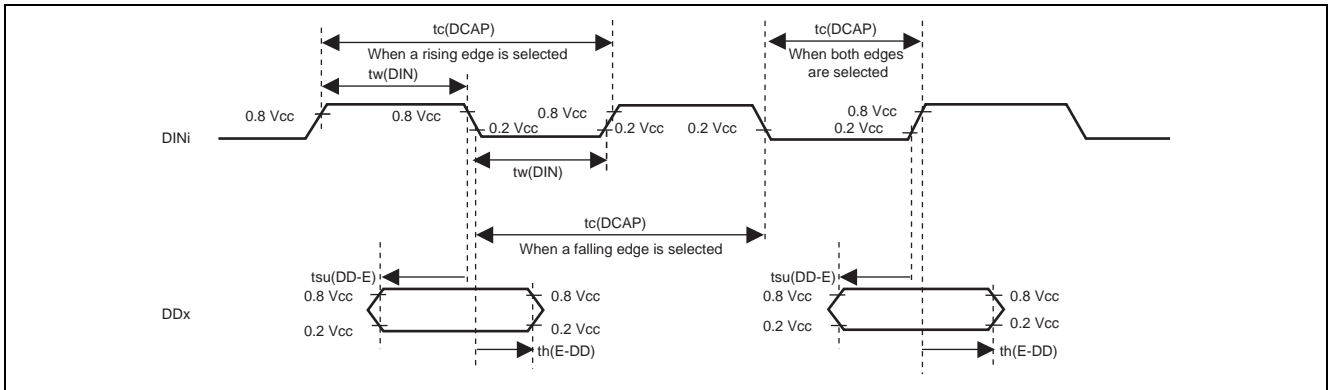 tc(DCAP)
When a rising edge is selected
tw(DIN)
tc(DCAP)
When both edges
are selected
0.8 Vcc
0.8 Vcc
0.8 Vcc
0.8 Vcc
DINi
0.2 Vcc
0.2 Vcc
0.2 Vcc
0.2 Vcc
tw(DIN)
tc(DCAP)
When a falling edge is selected
tsu(DD-E)
tsu(DD-E)
0.8 Vcc
0.8 Vcc
0.8 Vcc
0.8 Vcc
DDx
0.2 Vcc
0.2 Vcc
0.2 Vcc
0.2 Vcc
th(E-DD)
th(E-DD)